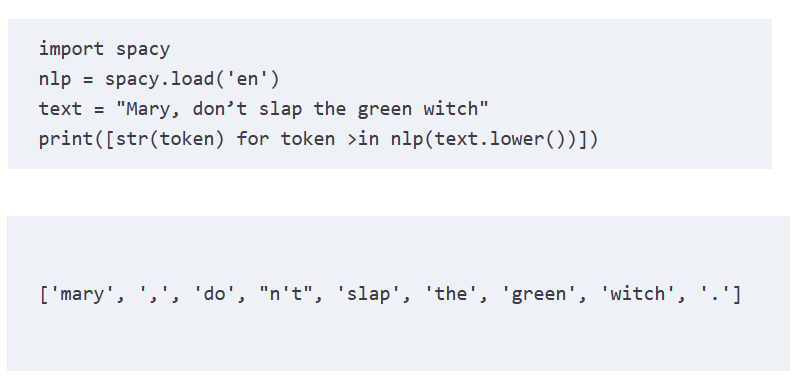 import spacy
nlp = spacy.load('en')
text = "Mary, don’t slap the green witch"
print([str(token) for token >in nlp(text.lower())])
['mary', ',', 'do', "n't", 'slap', 'the', 'green', 'witch', '.']